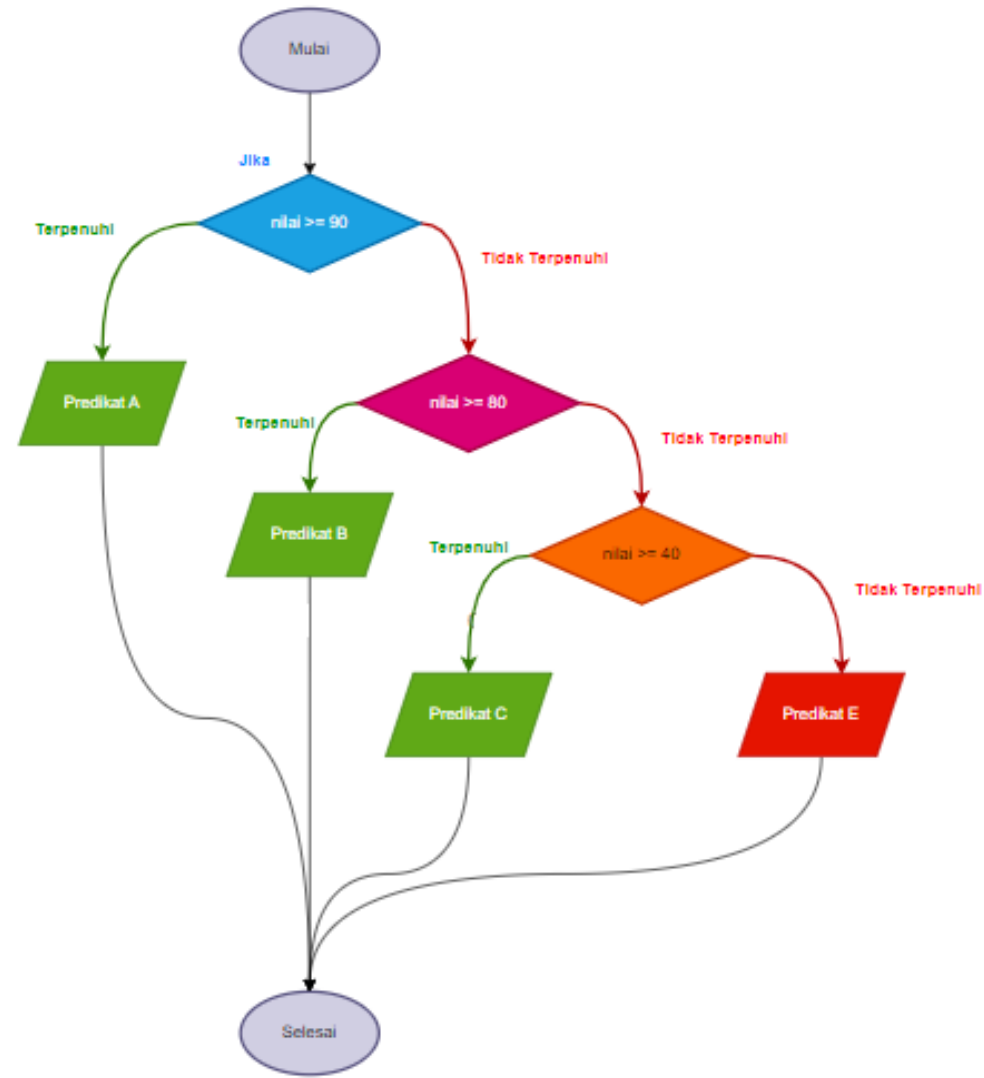 Mulai
Jika
nilai >= 90
Terpenuhi
Tidak Terpenuhi
Predikat A
nilai >= 80
Terpenuhi
Tidak Terpenuhi
Predikat B
nilai >= 40
Terpenuhi
Tidak Terpenuhi
Predikat C
Predikat E
Selesai